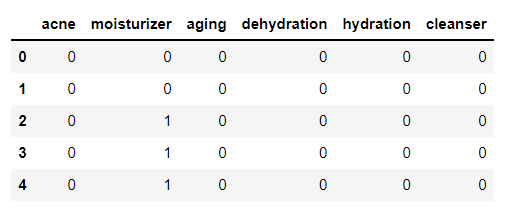 acne moisturizer aging dehydration hydration cleanser
0 0 0 0 0 0 0
1 0 0 0 0 0 0
2 0 1 0 0 0 0
3 0 1 0 0 0 0
4 0 1 0 0 0 0